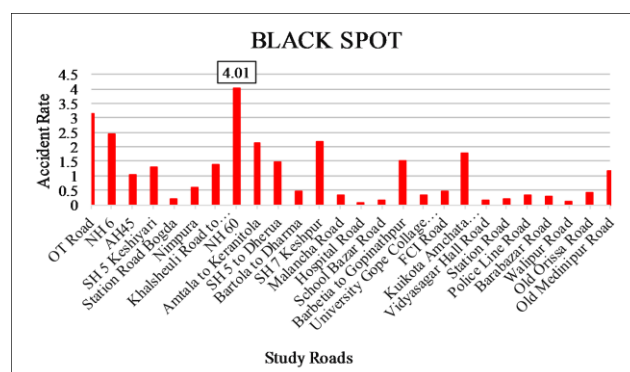 BLACK SPOT
4.01
Accident Rate
4.5
4
3.5
3
2.5
2
1.5
1
0.5
0
OT Road
NH 6
AH45
SH 5 Keshiyari
Station Road Bogda
Nimpura
Khalsheuli Road to…
NH 60
Amtala to Keranitola
SH 5 to Dherua
Bartola to Dharma
SH 7 Keshpur
Malancha Road
Hospital Road
School Bazar Road
Barbetia to Gopinathpur
University Gope Collage…
FCI Road
Kuikota Amchata…
Vidyasagar Hall Road
Station Road
Police Line Road
Barabazar Road
Walipur Road
Old Orissa Road
Old Medinipur Road
Study Roads